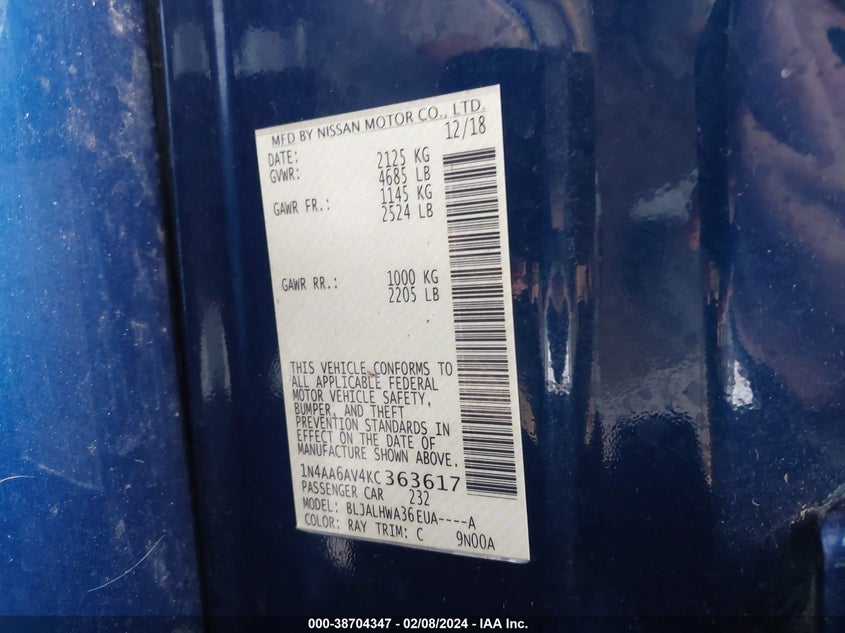 MFD BY NISSAN MOTOR CO., LTD.
DATE: 12/18
GVWR: 2125 KG
4685 LB
GAWR FR.: 1145 KG
2524 LB
GAWR RR.: 1000 KG
2205 LB
THIS VEHICLE CONFORMS TO
ALL APPLICABLE FEDERAL
MOTOR VEHICLE SAFETY,
BUMPER, AND THEFT
PREVENTION STANDARDS IN
EFFECT ON THE DATE OF
MANUFACTURE SHOWN ABOVE.
1N4AA6AV4KC363617
PASSENGER CAR 232
MODEL: BLJALHWA36EUA----A
COLOR: RAY TRIM: C 9N00A
000-38704347 - 02/08/2024 - IAA Inc.